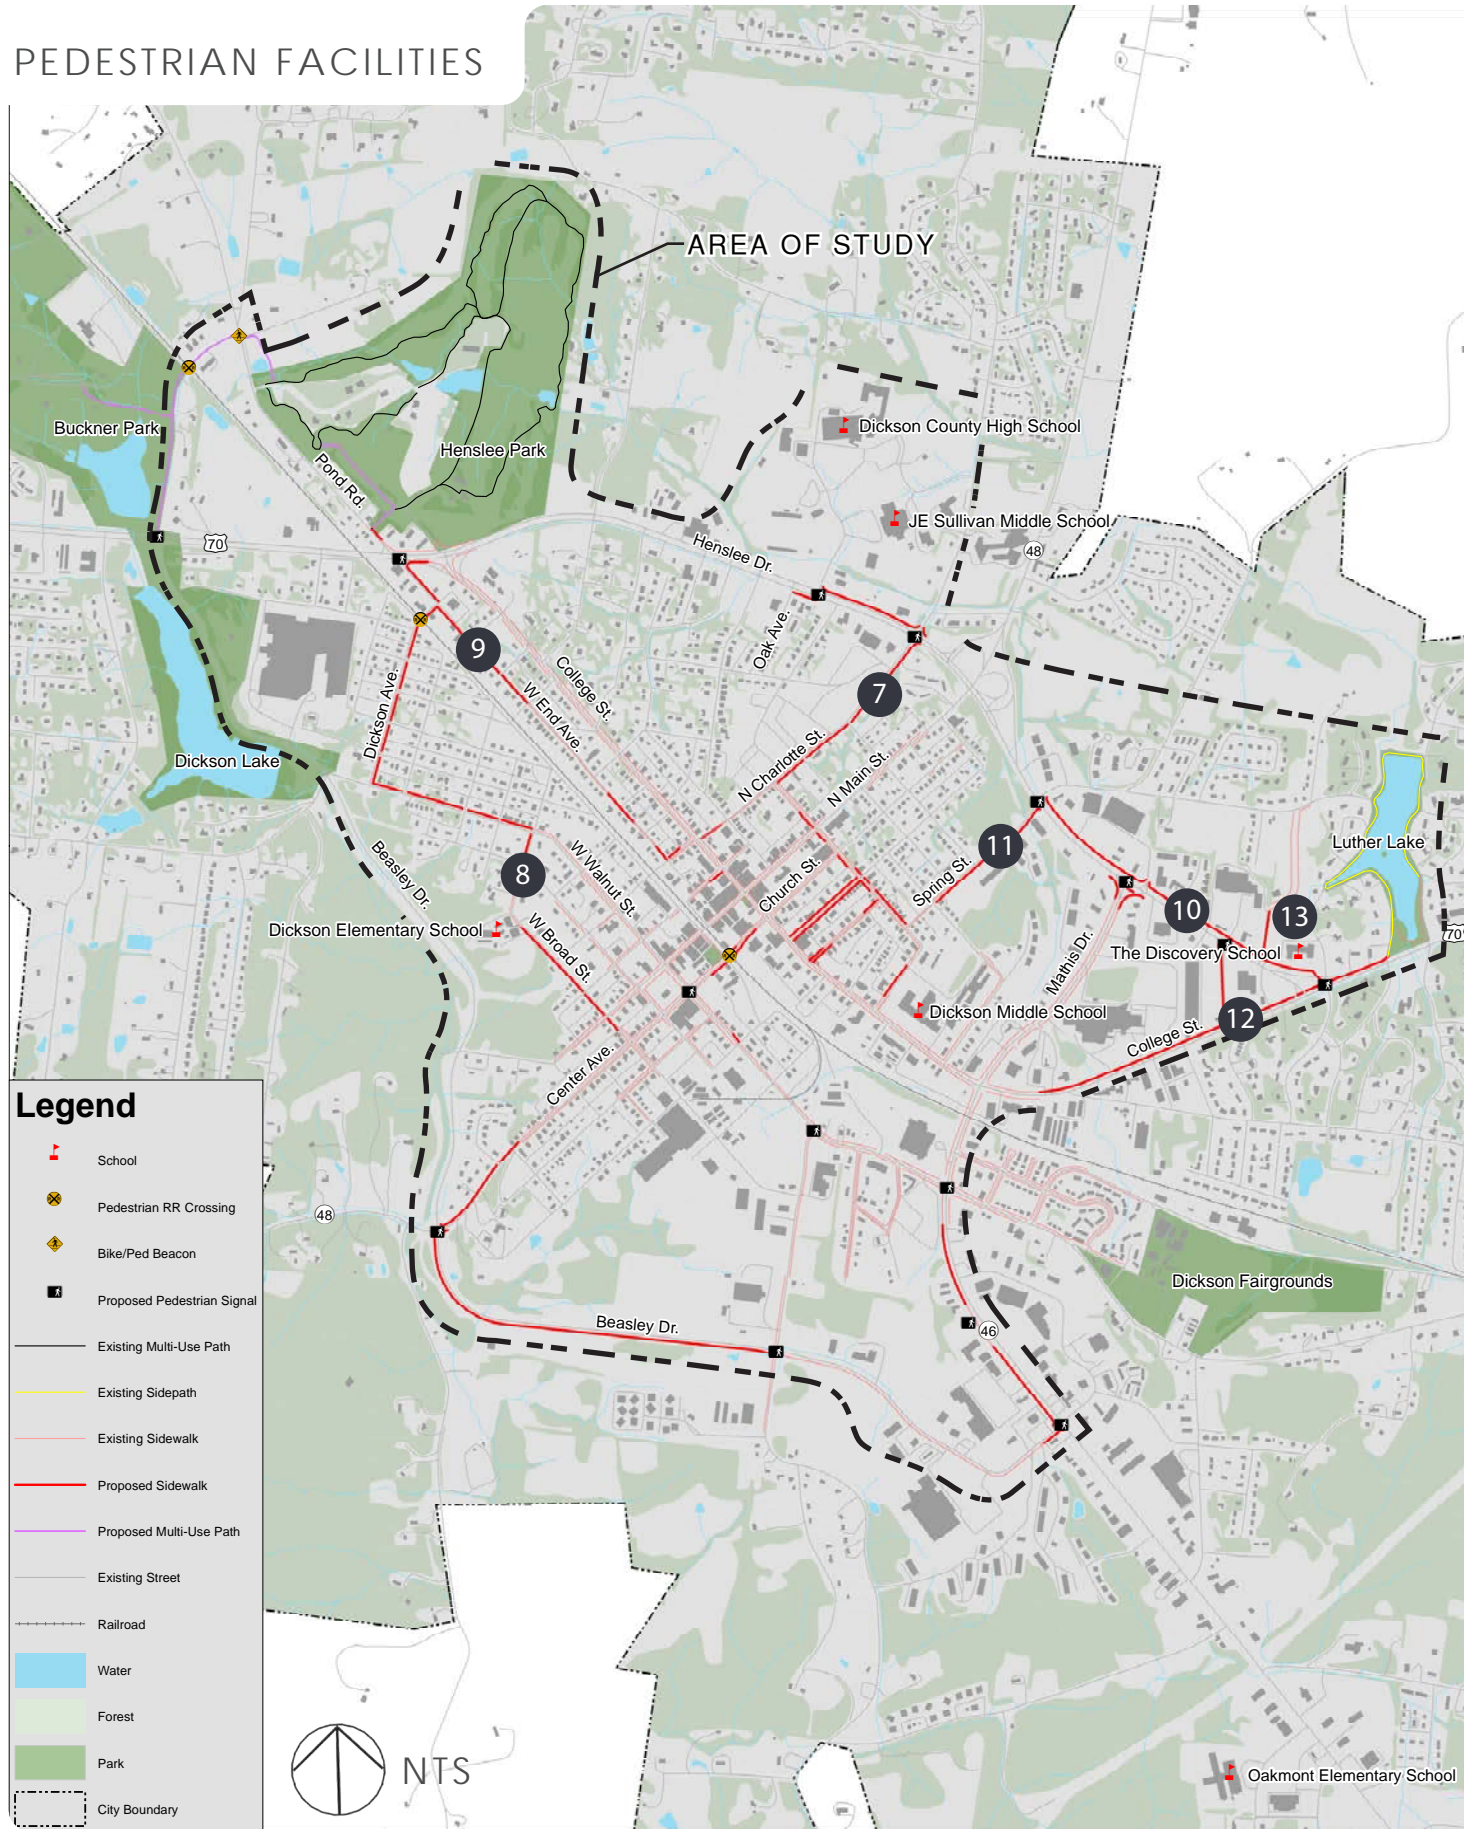 PEDESTRIAN FACILITIES
AREA OF STUDY
Buckner Park
Henslee Park
Pond Rd.
Dickson County High School
JE Sullivan Middle School
70
48
Henslee Dr.
Oak Ave.
9
7
College St.
W End Ave.
Dickson Ave.
Dickson Lake
N Charlotte St.
N Main St.
Luther Lake
Beasley Dr.
8
W Walnut St.
Church St.
Spring St.
11
10
13
70
Dickson Elementary School
W Broad St.
Mathis Dr.
The Discovery School
Dickson Middle School
12
College St.
Center Ave.
48
Dickson Fairgrounds
Beasley Dr.
46
Oakmont Elementary School
Legend
School
Pedestrian RR Crossing
Bike/Ped Beacon
Proposed Pedestrian Signal
Existing Multi-Use Path
Existing Sidepath
Existing Sidewalk
Proposed Sidewalk
Proposed Multi-Use Path
Existing Street
Railroad
Water
Forest
Park
City Boundary
NTS